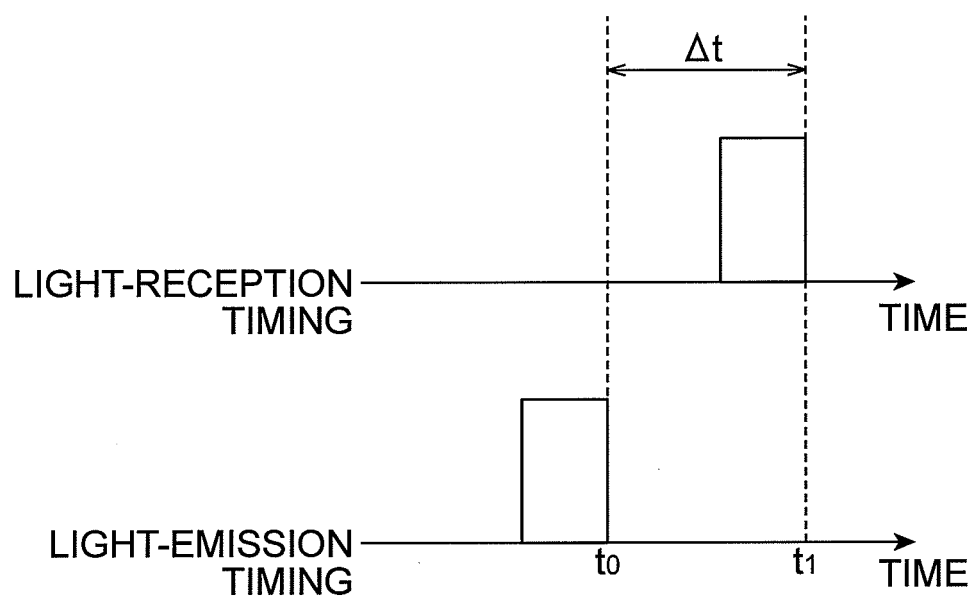 Δt
LIGHT-RECEPTION
TIMING
TIME
LIGHT-EMISSION
TIMING
t0
t1
TIME